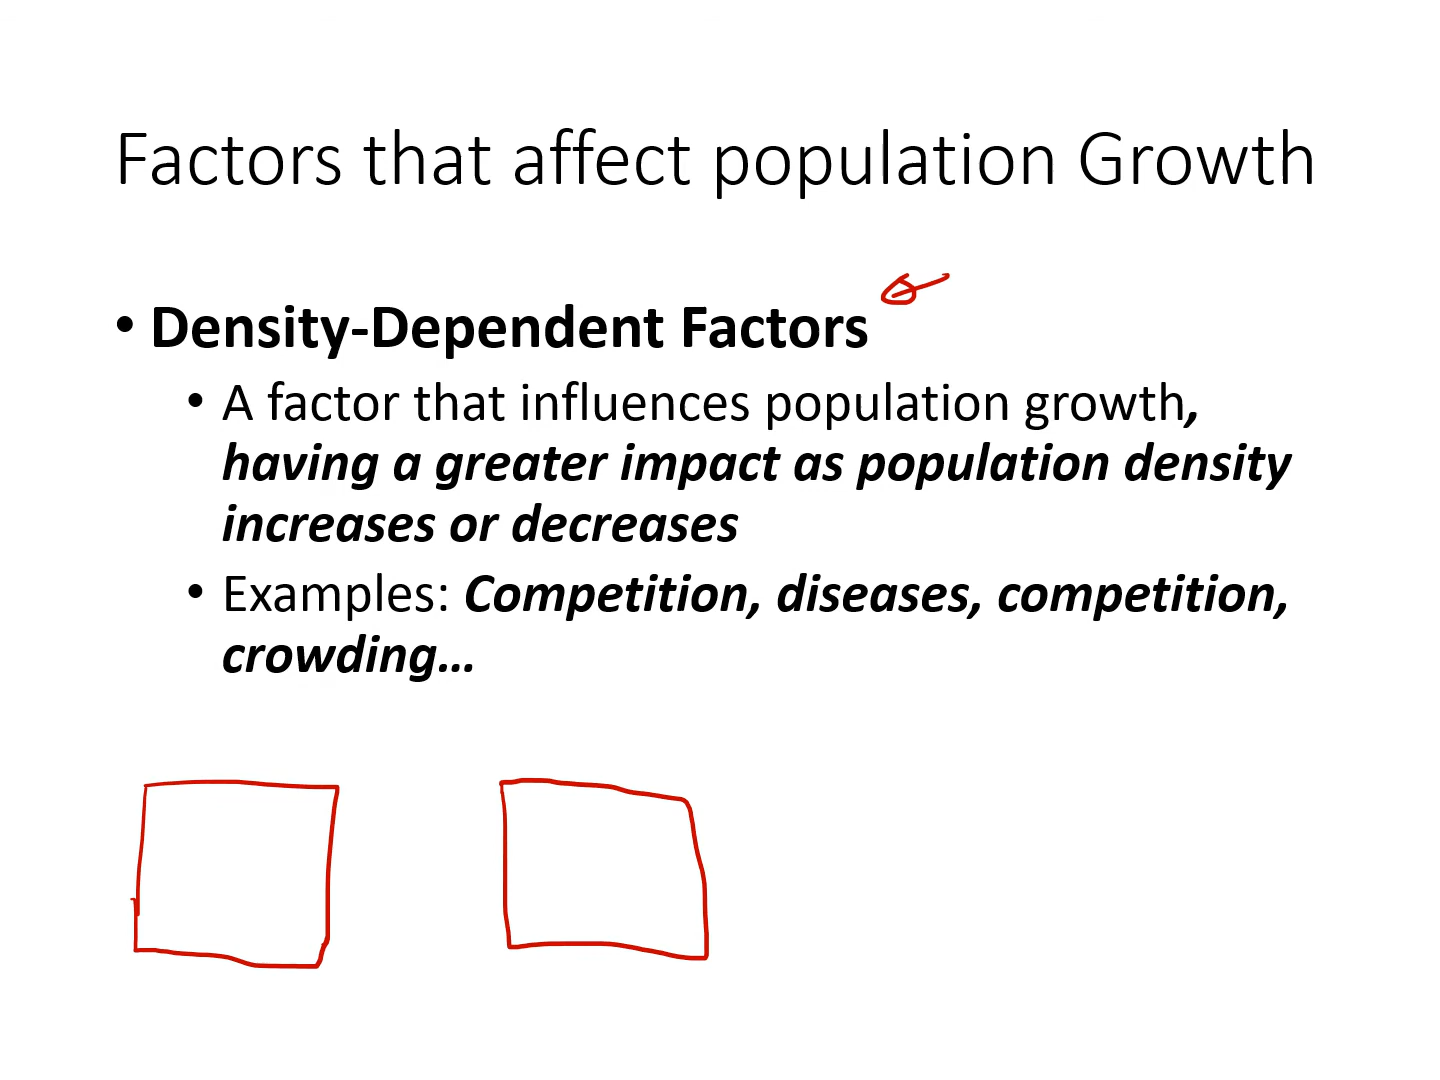 Factors that affect population Growth
• Density-Dependent Factors
• A factor that influences population growth,
having a greater impact as population density
increases or decreases
• Examples: Competition, diseases, competition,
crowding…